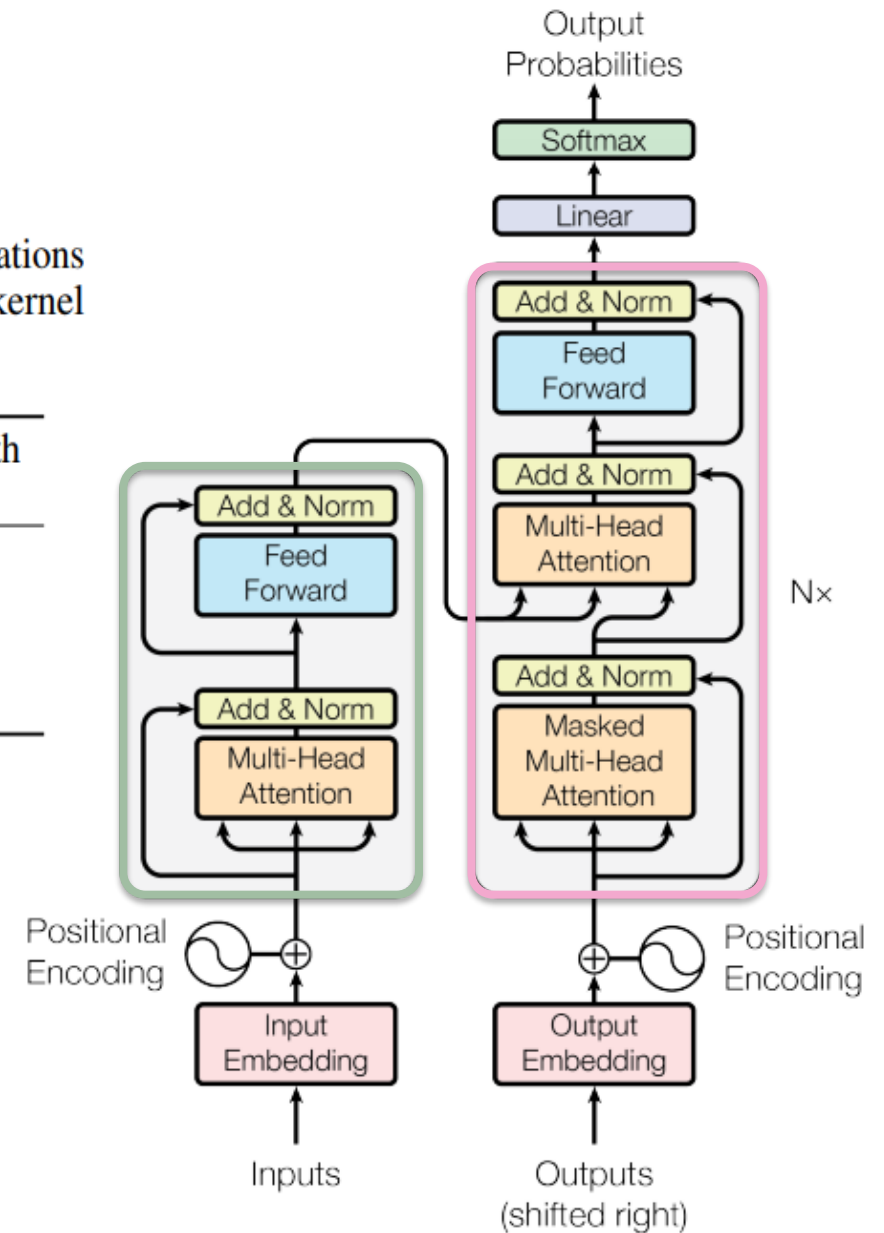 Output
Probabilities
Softmax
Linear
Add & Norm
Feed
Forward
Add & Norm
Multi-Head
Attention
Add & Norm
Masked
Multi-Head
Attention
N×
Add & Norm
Feed
Forward
Add & Norm
Multi-Head
Attention
Positional
Encoding
Positional
Encoding
Input
Embedding
Output
Embedding
Inputs
Outputs
(shifted right)
kernel